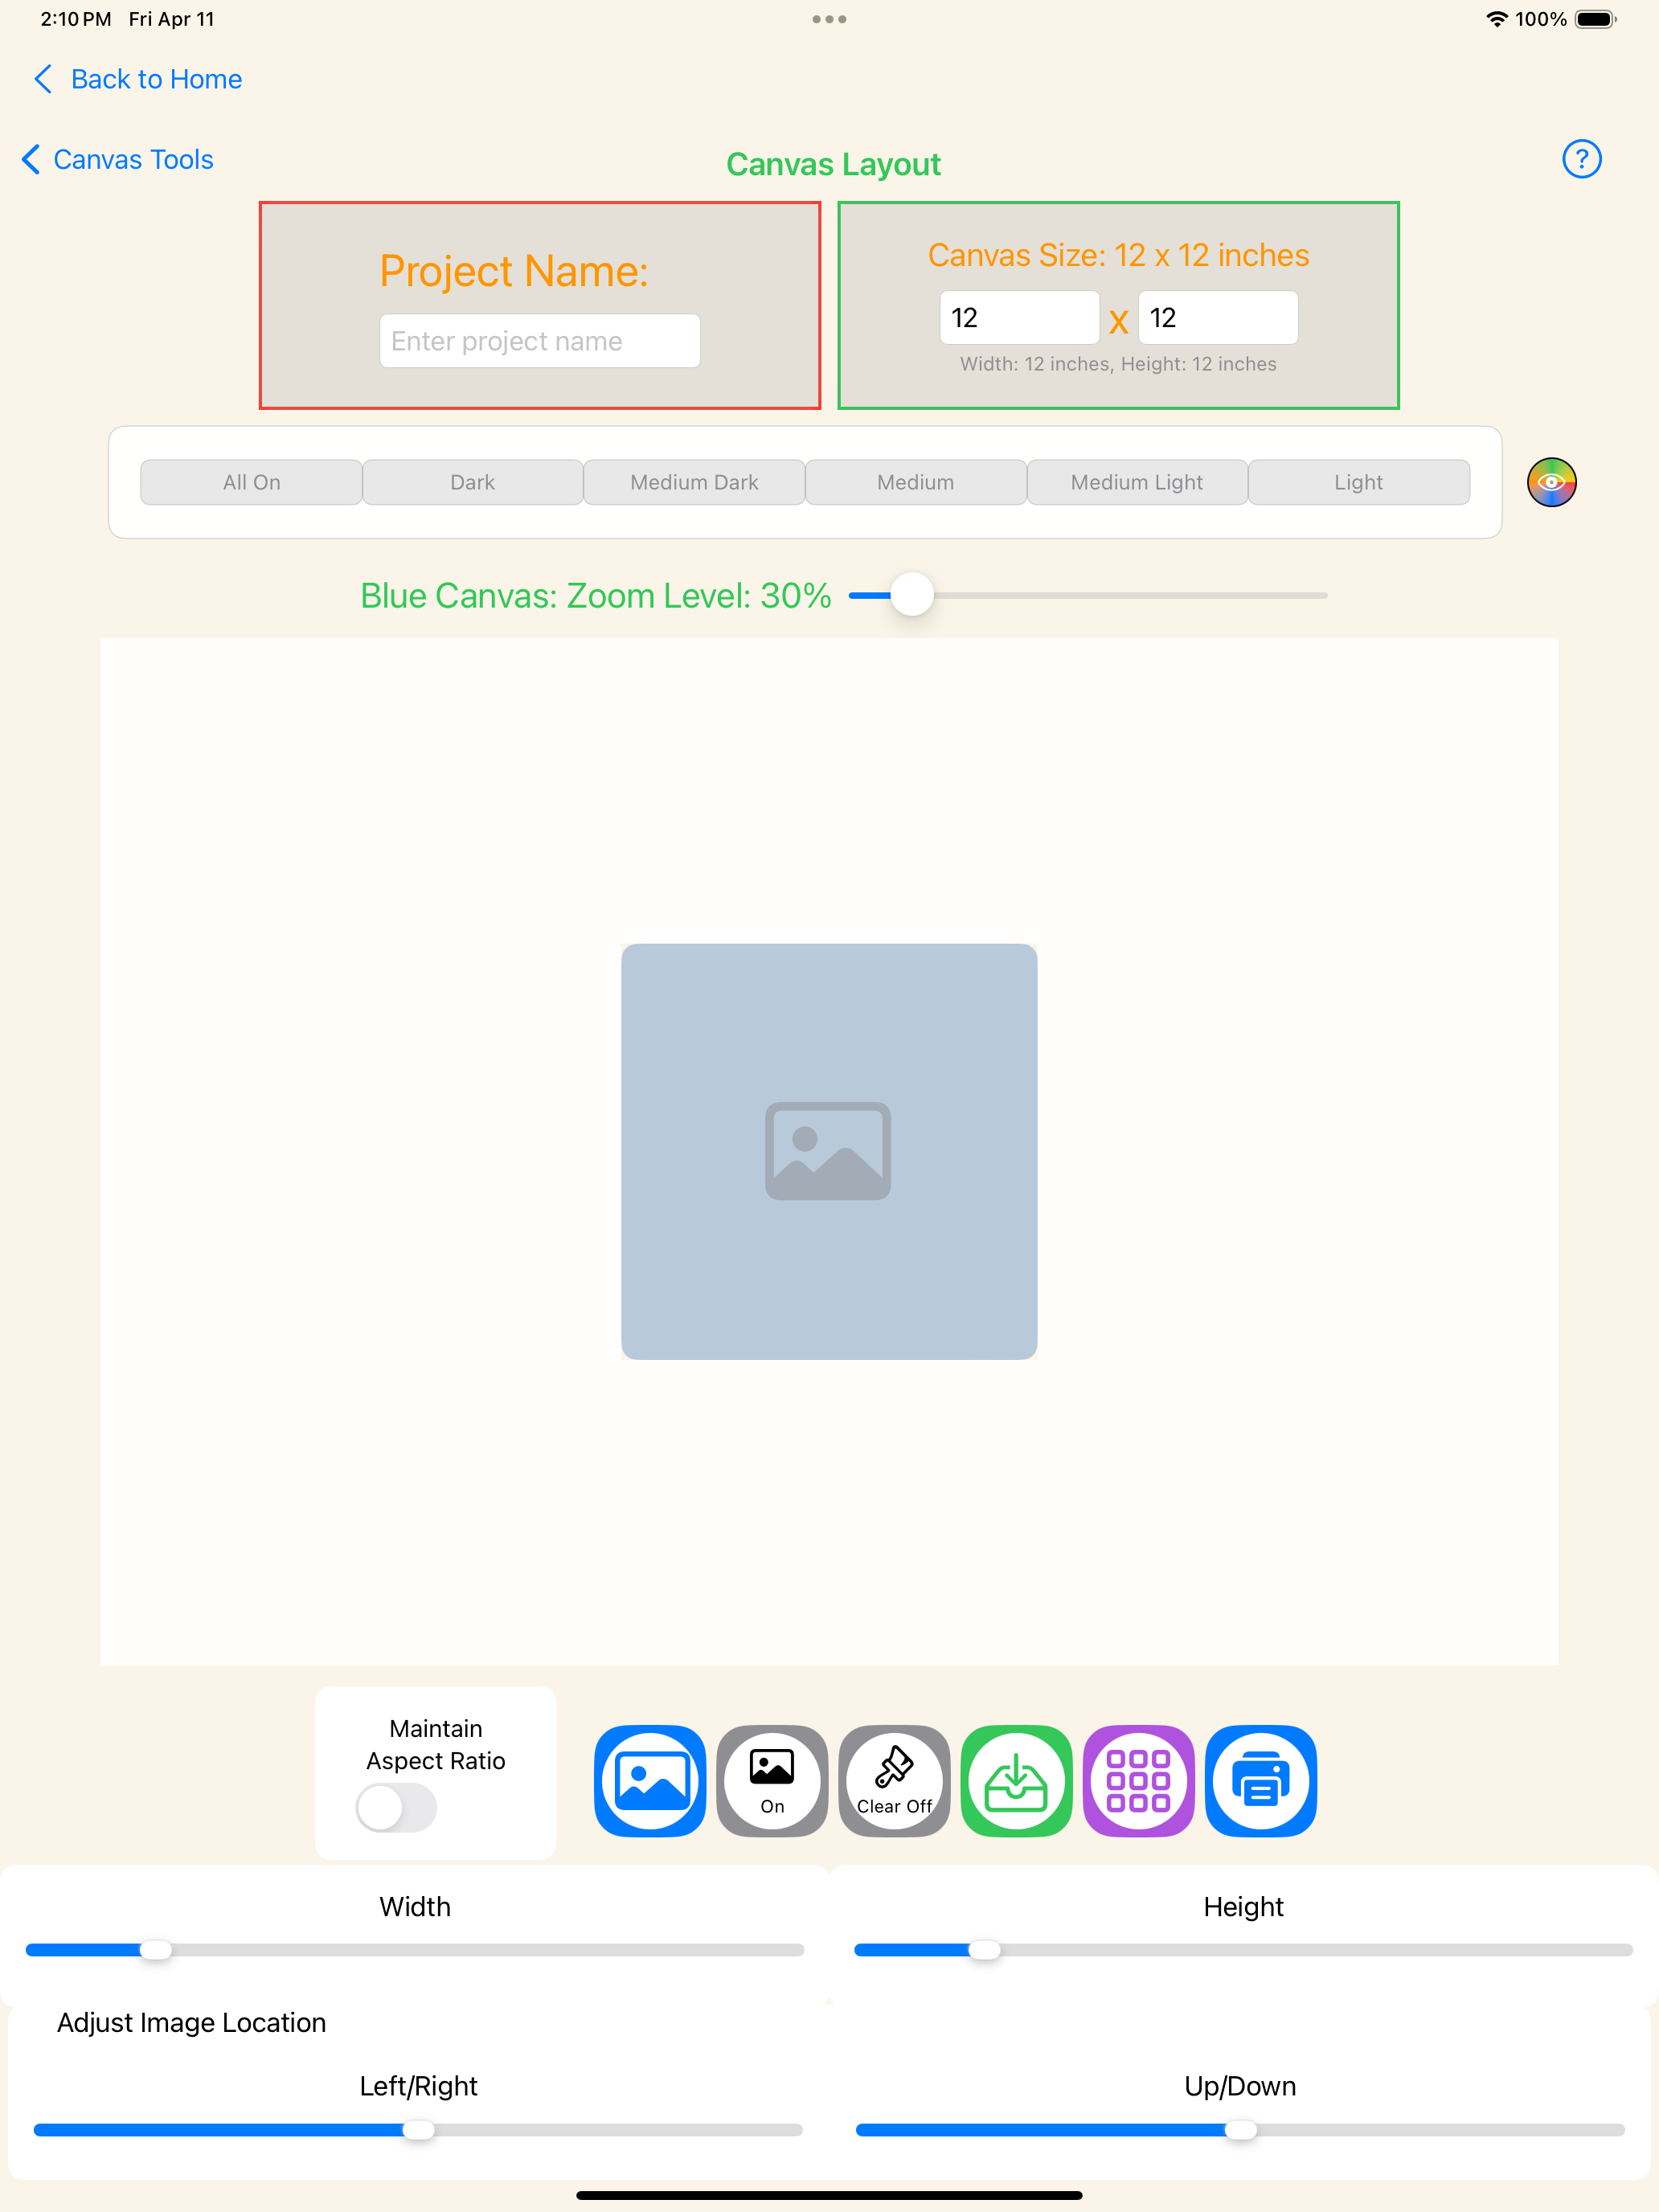 2:10 PM Fri Apr 11
100%
Back to Home
Canvas Tools
Canvas Layout
?
Project Name:
Enter project name
Canvas Size: 12 x 12 inches
12 x 12
Width: 12 inches, Height: 12 inches
All On
Dark
Medium Dark
Medium
Medium Light
Light
Blue Canvas: Zoom Level: 30%
Maintain
Aspect Ratio
On
Clear Off
Width
Height
Adjust Image Location
Left/Right
Up/Down